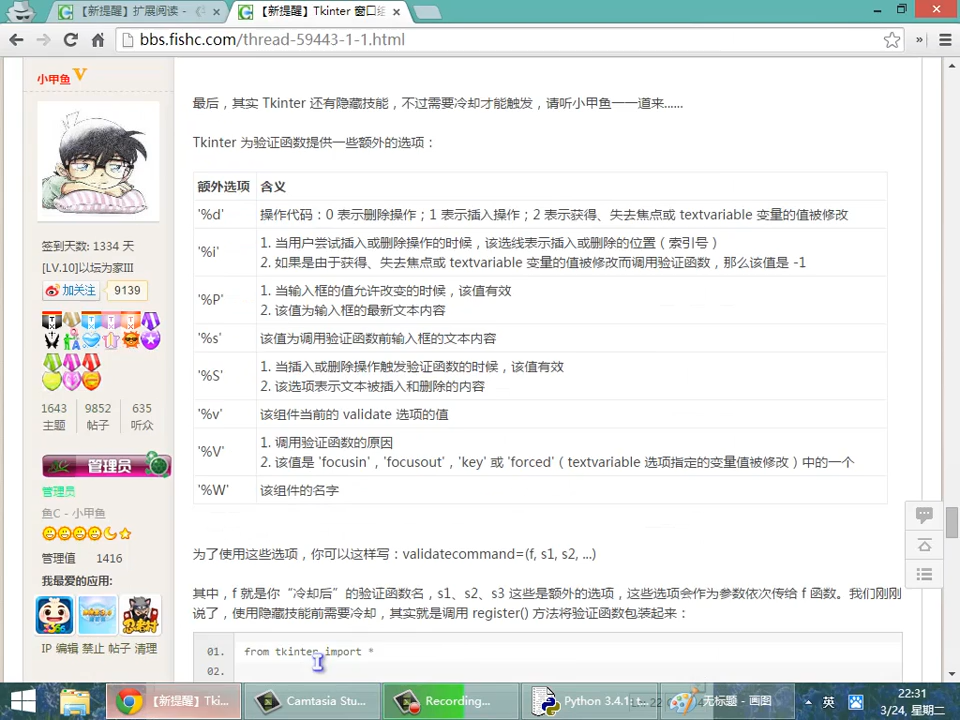 【新提醒】扩展阅读 -
【新提醒】Tkinter 窗口组
bbs.fishc.com/thread-59443-1-1.html
小甲鱼
签到天数: 1334 天
[LV.10]以坛为家III
加关注
9139
1643
9852
635
主题
帖子
听众
管理员
管理员
鱼C - 小甲鱼
管理值 1416
我最爱的应用:
IP 编辑 禁止 帖子 清理
最后，其实 Tkinter 还有隐藏技能，不过需要冷却才能触发，请听小甲鱼一一道来......
Tkinter 为验证函数提供一些额外的选项：
额外选项 含义
'%d' 操作代码：0 表示删除操作；1 表示插入操作；2 表示获得、失去焦点或 textvariable 变量的值被修改
'%i'
1. 当用户尝试插入或删除操作的时候，该选线表示插入或删除的位置（索引号）
2. 如果是由于获得、失去焦点或 textvariable 变量的值被修改而调用验证函数，那么该值是 -1
'%P'
1. 当输入框的值允许改变的时候，该值有效
2. 该值为输入框的最新文本内容
'%s' 该值为调用验证函数前输入框的文本内容
'%S'
1. 当插入或删除操作触发验证函数的时候，该值有效
2. 该选项表示文本被插入和删除的内容
'%v' 该组件当前的 validate 选项的值
'%V'
1. 调用验证函数的原因
2. 该值是 'focusin'，'focusout'，'key' 或 'forced'（textvariable 选项指定的变量值被修改）中的一个
'%W' 该组件的名字
为了使用这些选项，你可以这样写：validatecommand=(f, s1, s2, ...)
其中，f 就是你“冷却后”的验证函数名，s1、s2、s3 这些是额外的选项，这些选项会作为参数依次传给 f 函数。我们刚刚
说了，使用隐藏技能前需要冷却，其实就是调用 register() 方法将验证函数包装起来：
01. from tkinter import *
02.
【新提醒】Tki...
Camtasia Stu...
Recording...
Python 3.4.1: t...
无标题 - 画图
英
22:31
3/24, 星期二